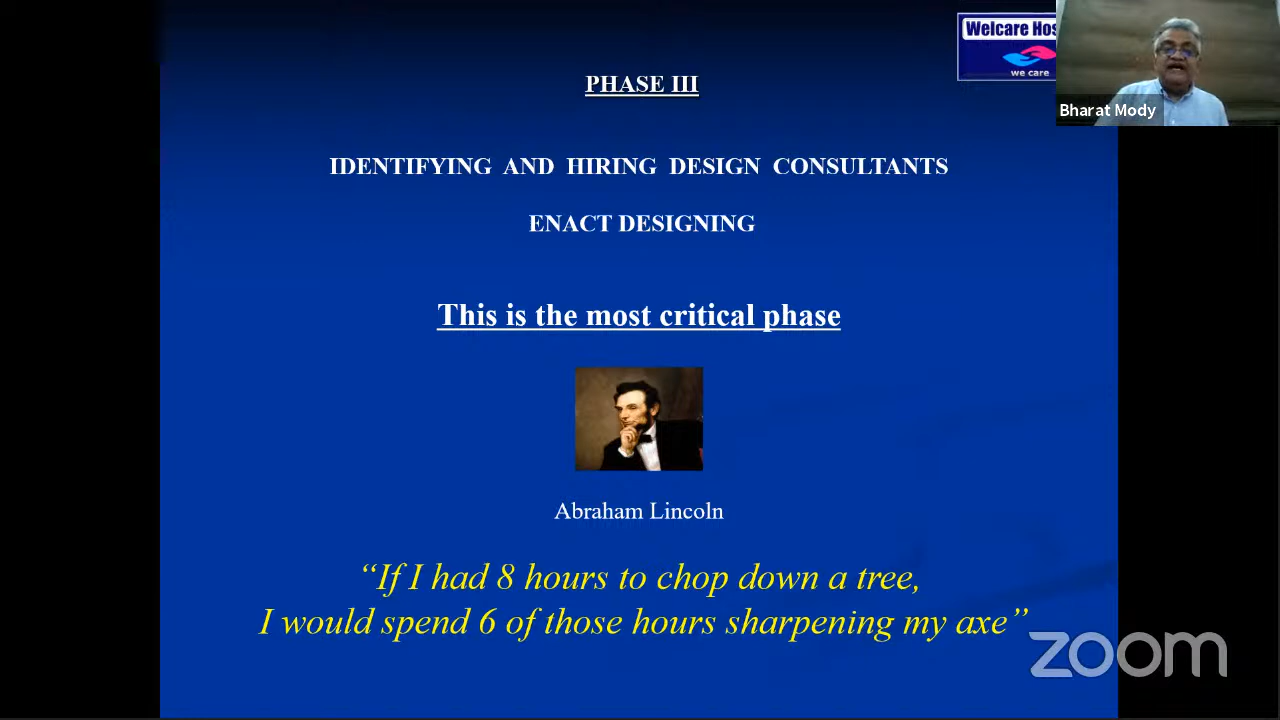 Welcare Hos
we care
Bharat Mody
PHASE III
IDENTIFYING AND HIRING DESIGN CONSULTANTS
ENACT DESIGNING
This is the most critical phase
Abraham Lincoln
“If I had 8 hours to chop down a tree,
I would spend 6 of those hours sharpening my axe”
zoom